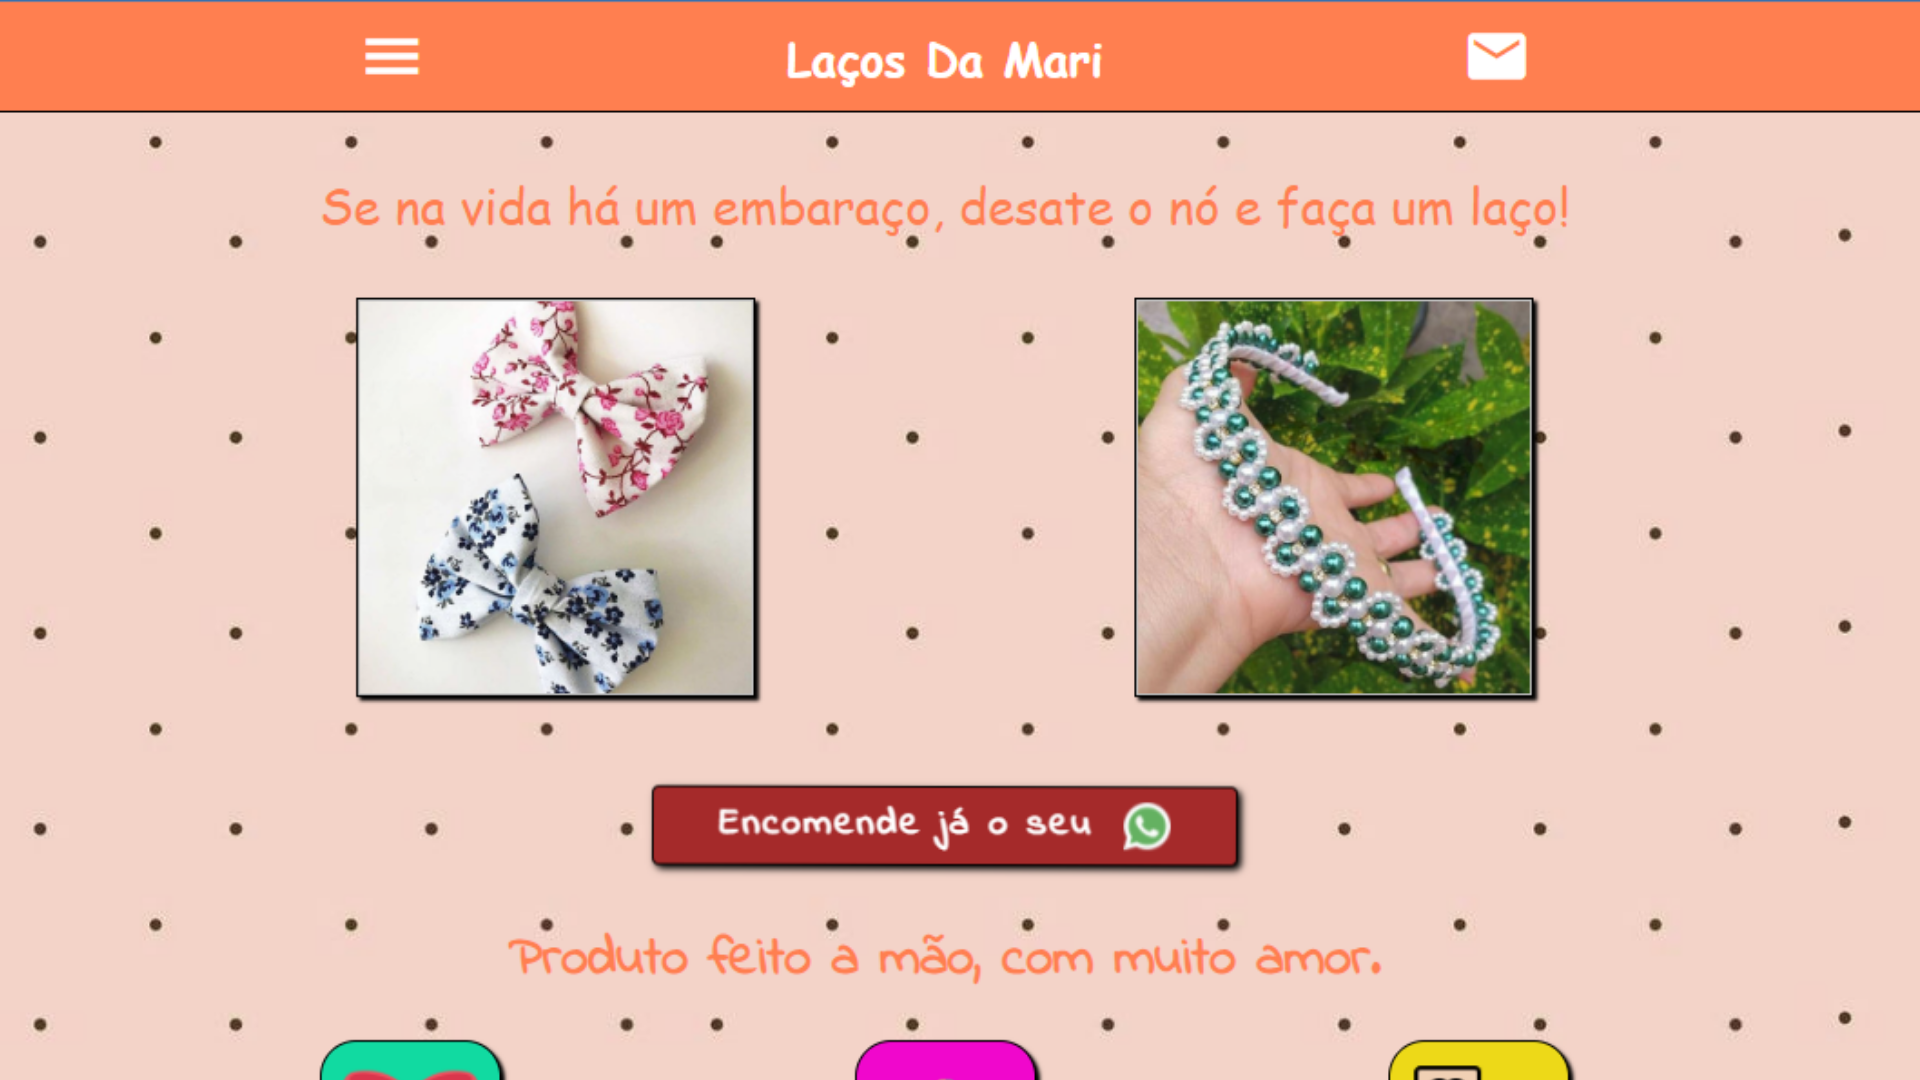 Laços Da Mari
Se na vida há um embaraço, desate o nó e faça um laço!
Encomende já o seu
Produto feito a mão, com muito amor.